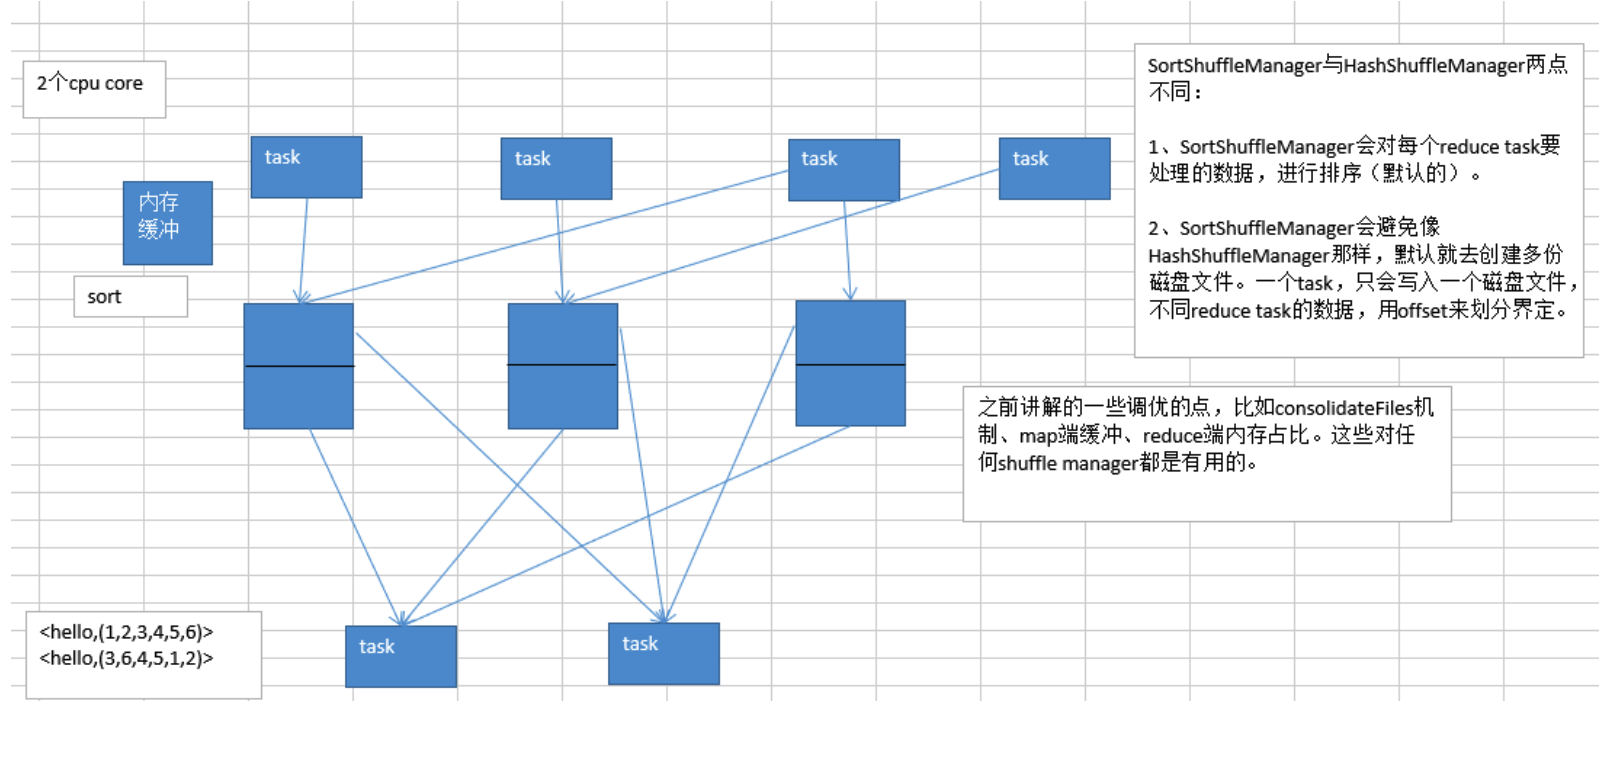 2个cpu core
task
task
task
task
内存
缓冲
sort
SortShuffleManager与HashShuffleManager两点
不同：
1、SortShuffleManager会对每个reduce task要
处理的数据，进行排序（默认的）。
2、SortShuffleManager会避免像
HashShuffleManager那样，默认就去创建多份
磁盘文件。一个task，只会写入一个磁盘文件，
不同reduce task的数据，用offset来划分界定。
之前讲解的一些调优的点，比如consolidateFiles机
制、map端缓冲、reduce端内存占比。这些对任
何shuffle manager都是有用的。
<hello,(1,2,3,4,5,6)>
<hello,(3,6,4,5,1,2)>
task
task